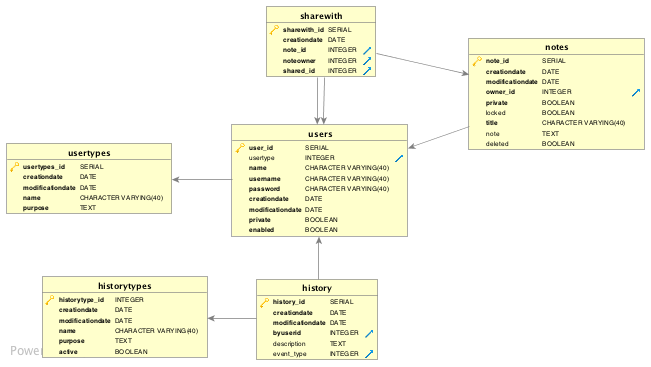 sharewith
sharewith_id SERIAL
creationdate DATE
note_id INTEGER
noteowner INTEGER
shared_id INTEGER
notes
note_id SERIAL
creationdate DATE
modificationdate DATE
owner_id INTEGER
private BOOLEAN
locked BOOLEAN
title CHARACTER VARYING(40)
note TEXT
deleted BOOLEAN
users
user_id SERIAL
usertype INTEGER
name CHARACTER VARYING(40)
username CHARACTER VARYING(40)
password CHARACTER VARYING(40)
creationdate DATE
modificationdate DATE
private BOOLEAN
enabled BOOLEAN
usertypes
usertypes_id SERIAL
creationdate DATE
modificationdate DATE
name CHARACTER VARYING(40)
purpose TEXT
historytypes
historytype_id INTEGER
creationdate DATE
modificationdate DATE
name CHARACTER VARYING(40)
purpose TEXT
active BOOLEAN
history
history_id SERIAL
creationdate DATE
modificationdate DATE
byuserid INTEGER
description TEXT
event_type INTEGER